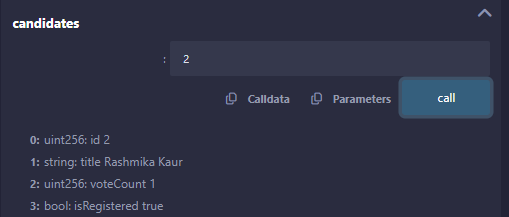 candidates
: 2
Calldata Parameters call
0: uint256: id 2
1: string: title Rashmika Kaur
2: uint256: voteCount 1
3: bool: isRegistered true